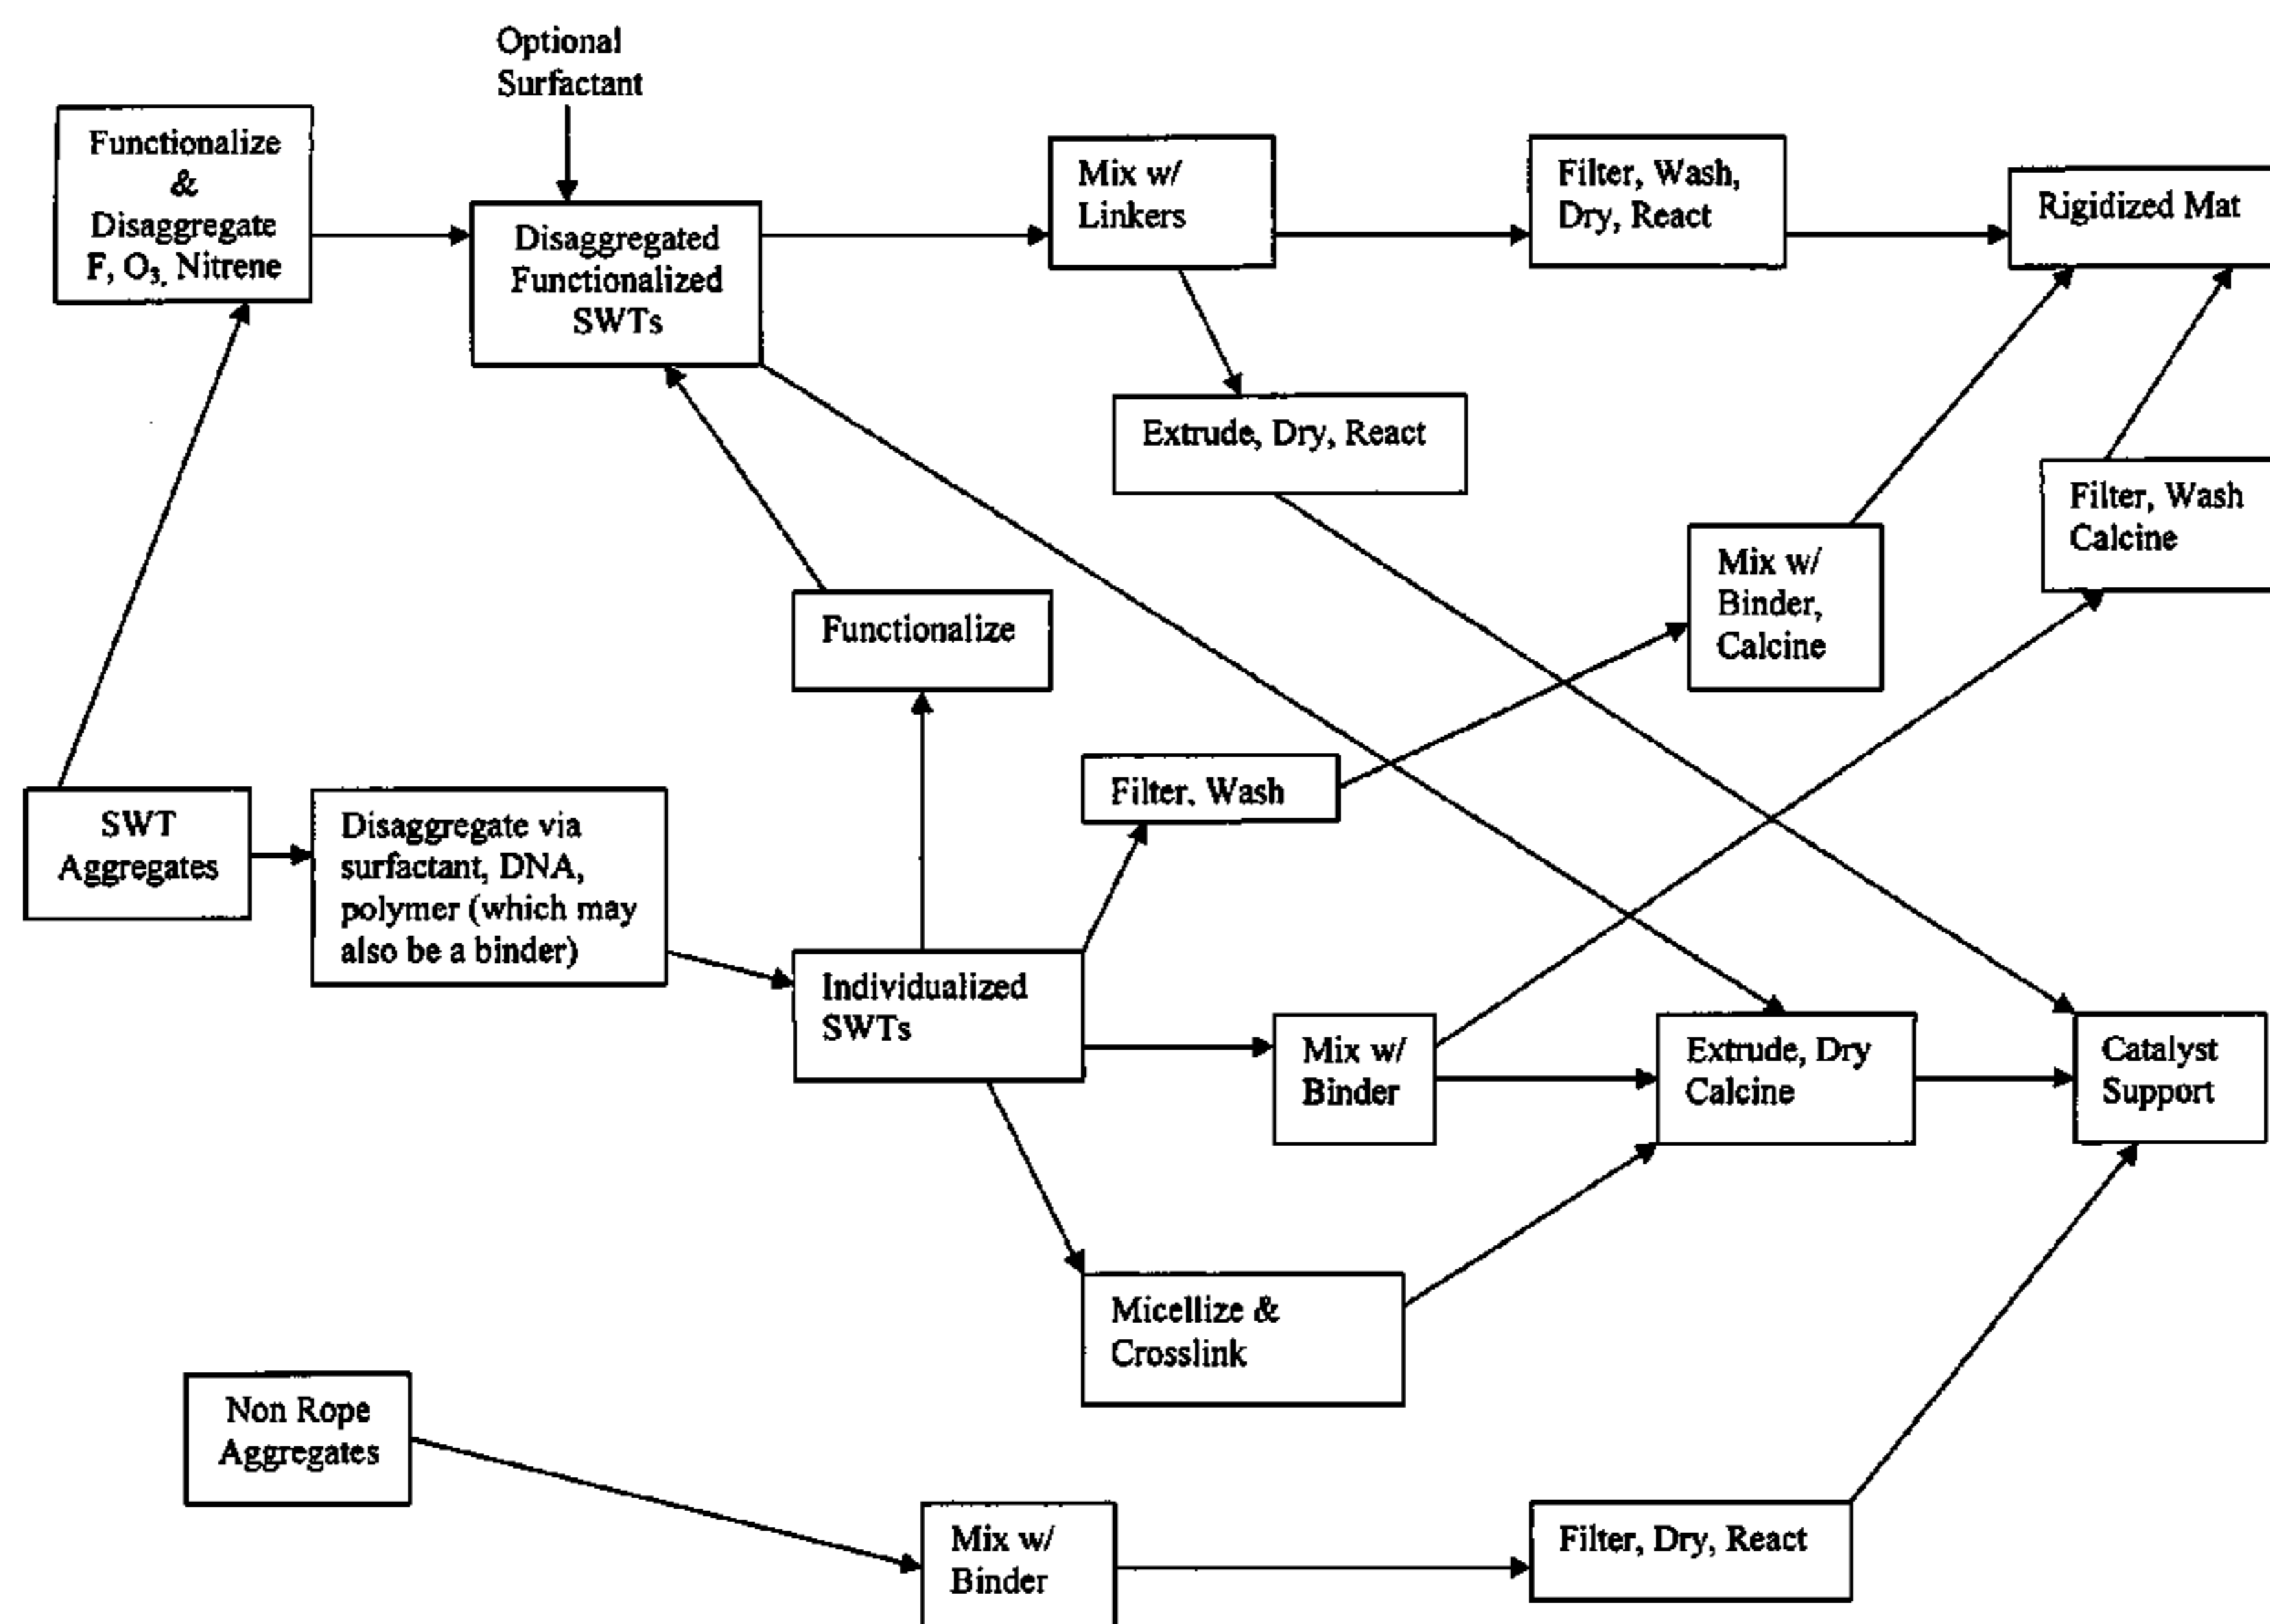 Optional
Surfactant
Functionalize
&
Disaggregate
F, O₃, Nitrene
Disaggregated
Functionalized
SWTs
Mix w/
Linkers
Filter, Wash,
Dry, React
Rigidized Mat
Extrude, Dry, React
Filter, Wash
Calcine
Mix w/
Binder,
Calcine
Functionalize
Filter, Wash
SWT
Aggregates
Disaggregate via
surfactant, DNA,
polymer (which may
also be a binder)
Individualized
SWTs
Mix w/
Binder
Extrude, Dry
Calcine
Catalyst
Support
Micellize &
Crosslink
Non Rope
Aggregates
Mix w/
Binder
Filter, Dry, React